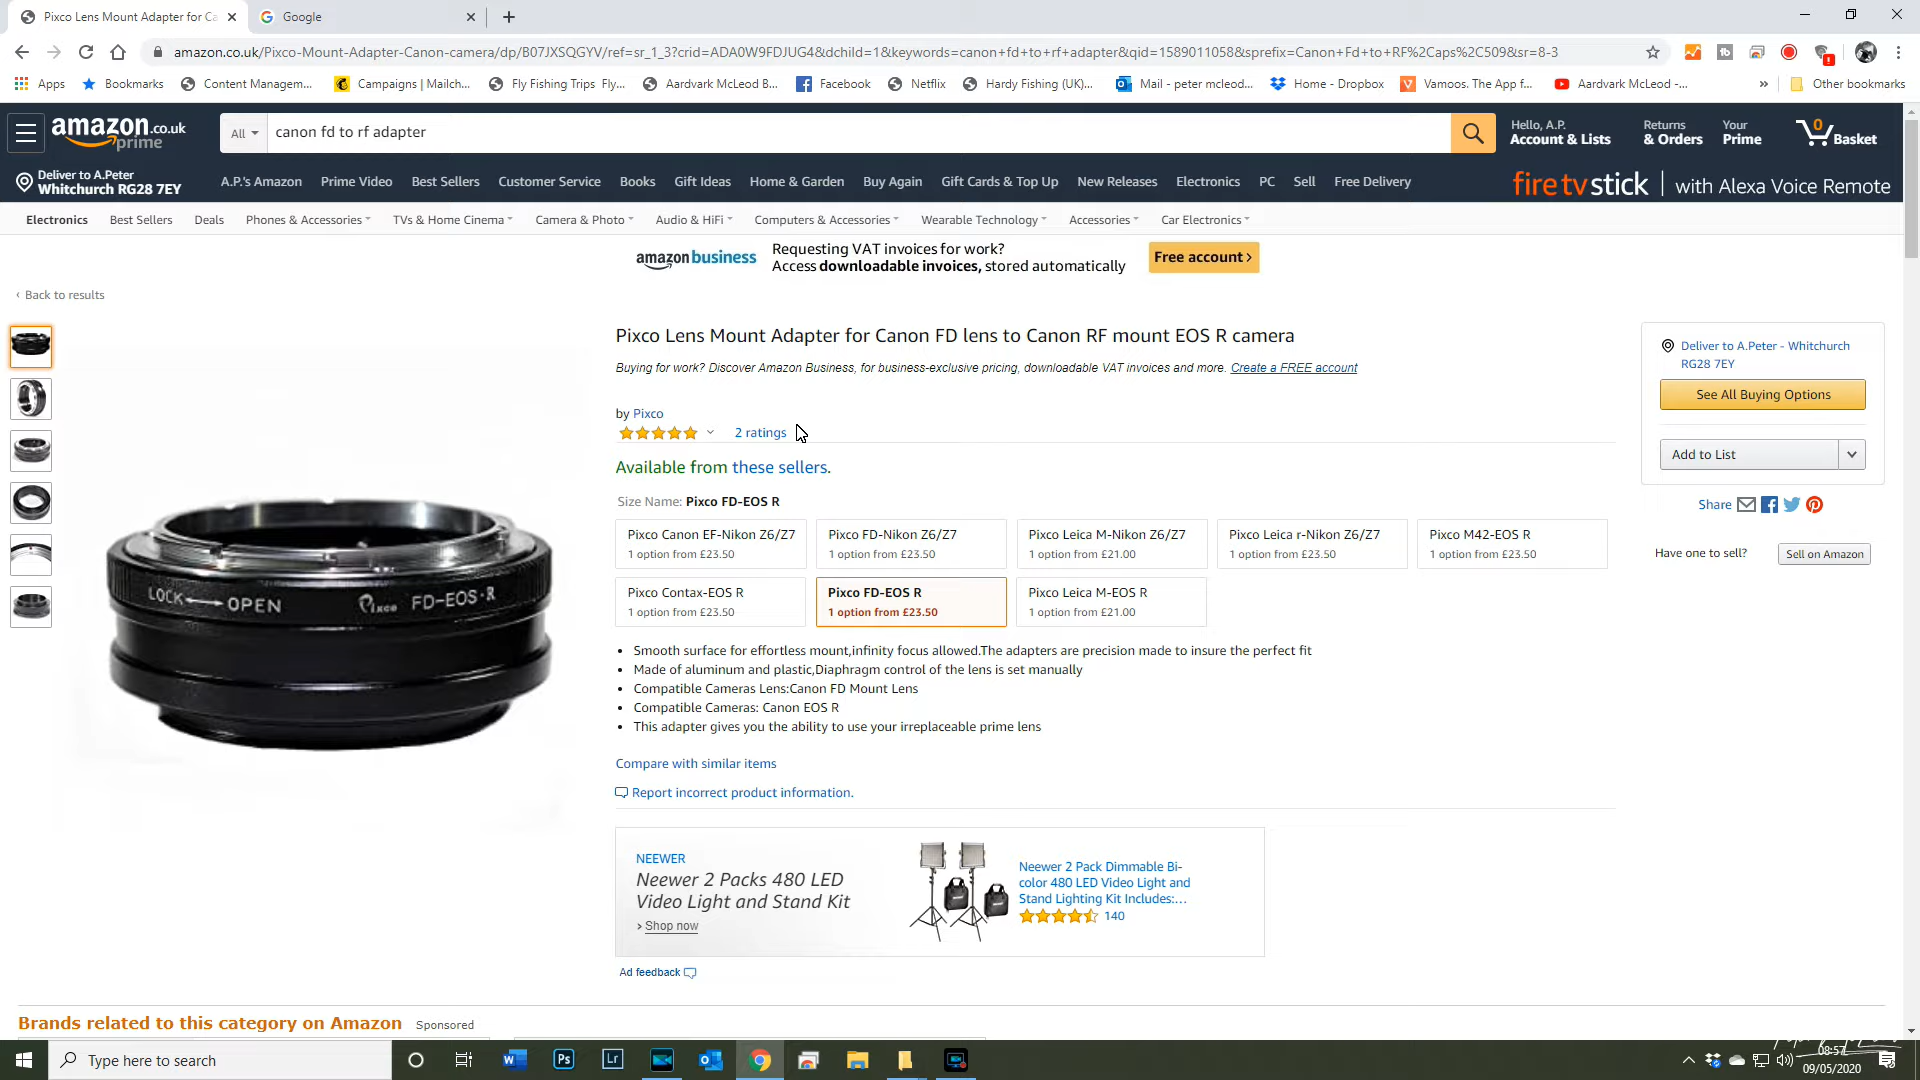 Pixco Lens Mount Adapter for Ca
Google
amazon.co.uk/Pixco-Mount-Adapter-Canon-camera/dp/B07JXSQGYV/ref=sr_1_3?crid=ADA0W9FDJUG4&dchild=1&keywords=canon+fd+to+rf+adapter&qid=1589011058&sprefix=Canon+Fd+to+RF%2Caps%2C509&sr=8-3
Apps Bookmarks Content Managem... Campaigns | Mailch... Fly Fishing Trips Fly... Aardvark McLeod B... Facebook Netflix Hardy Fishing (UK)... Mail - peter mcleod... Home - Dropbox Vamoos. The App f... Aardvark McLeod -... » Other bookmarks
amazon.co.uk
prime
All
canon fd to rf adapter
Hello, A.P.
Account & Lists
Returns
& Orders
Your
Prime
0
Basket
Deliver to A.Peter
Whitchurch RG28 7EY
A.P.'s Amazon Prime Video Best Sellers Customer Service Books Gift Ideas Home & Garden Buy Again Gift Cards & Top Up New Releases Electronics PC Sell Free Delivery
fire tv stick | with Alexa Voice Remote
Electronics Best Sellers Deals Phones & Accessories TVs & Home Cinema Camera & Photo Audio & HiFi Computers & Accessories Wearable Technology Accessories Car Electronics
amazon business
Requesting VAT invoices for work?
Access downloadable invoices, stored automatically
Free account ›
‹ Back to results
LOCK OPEN Pixco FD-EOS·R
Pixco Lens Mount Adapter for Canon FD lens to Canon RF mount EOS R camera
Buying for work? Discover Amazon Business, for business-exclusive pricing, downloadable VAT invoices and more. Create a FREE account
by Pixco
2 ratings
Available from these sellers.
Size Name: Pixco FD-EOS R
Pixco Canon EF-Nikon Z6/Z7
1 option from £23.50
Pixco FD-Nikon Z6/Z7
1 option from £23.50
Pixco Leica M-Nikon Z6/Z7
1 option from £21.00
Pixco Leica r-Nikon Z6/Z7
1 option from £23.50
Pixco M42-EOS R
1 option from £23.50
Pixco Contax-EOS R
1 option from £23.50
Pixco FD-EOS R
1 option from £23.50
Pixco Leica M-EOS R
1 option from £21.00
• Smooth surface for effortless mount,infinity focus allowed.The adapters are precision made to insure the perfect fit
• Made of aluminum and plastic,Diaphragm control of the lens is set manually
• Compatible Cameras Lens:Canon FD Mount Lens
• Compatible Cameras: Canon EOS R
• This adapter gives you the ability to use your irreplaceable prime lens
Compare with similar items
Report incorrect product information.
Deliver to A.Peter - Whitchurch
RG28 7EY
See All Buying Options
Add to List
Share
Have one to sell?
Sell on Amazon
NEEWER
Neewer 2 Packs 480 LED
Video Light and Stand Kit
› Shop now
Neewer 2 Pack Dimmable Bi-
color 480 LED Video Light and
Stand Lighting Kit Includes:...
140
Ad feedback
Brands related to this category on Amazon Sponsored
Type here to search
Ps
Lr
08:57
09/05/2020